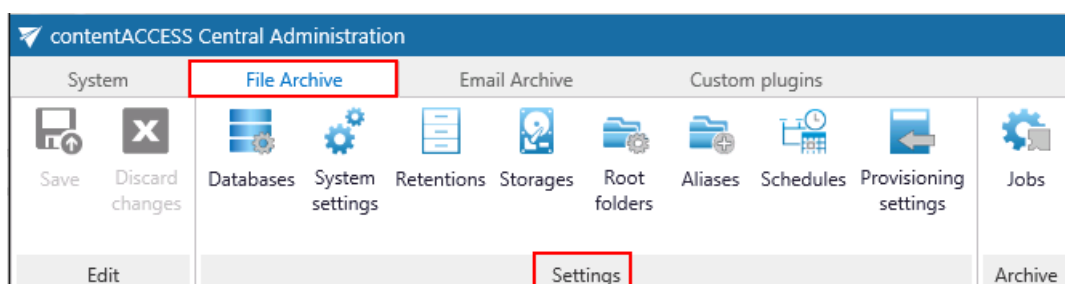 contentACCESS Central Administration
System File Archive Email Archive Custom plugins
Save Discard changes Databases System settings Retentions Storages Root folders Aliases Schedules Provisioning settings Jobs
Edit Settings Archive